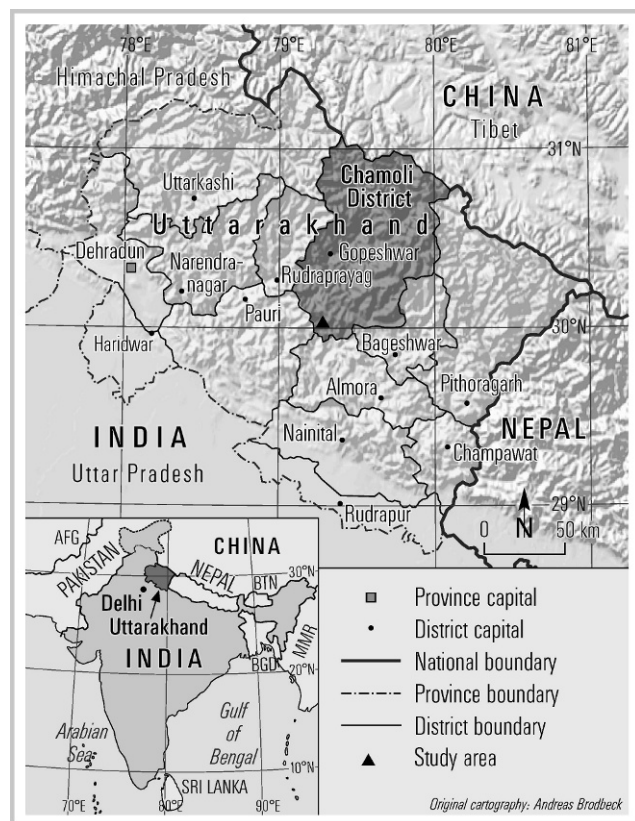 78°E
79°E
80°E
81°E
Himachal Pradesh
CHINA
Tibet
31°N
Uttarkashi
Chamoli
District
Uttarakhand
Dehradun
Gopeshwar
Narendra-
nagar
Rudraprayag
Pauri
30°N
Haridwar
Bageshwar
Almora
Pithoragarh
INDIA
Uttar Pradesh
Nainital
NEPAL
Champawat
Rudrapur
29°N
N
0 50 km
AFG.
PAKISTAN
CHINA
NEPAL
BTN
30°N
Delhi
Uttarakhand
INDIA
MMR
BGD
20°N
Arabian
Sea
Gulf
of
Bengal
SRI LANKA
10°N
70°E
80°E
90°E
Province capital
District capital
National boundary
Province boundary
District boundary
Study area
Original cartography: Andreas Brodbeck